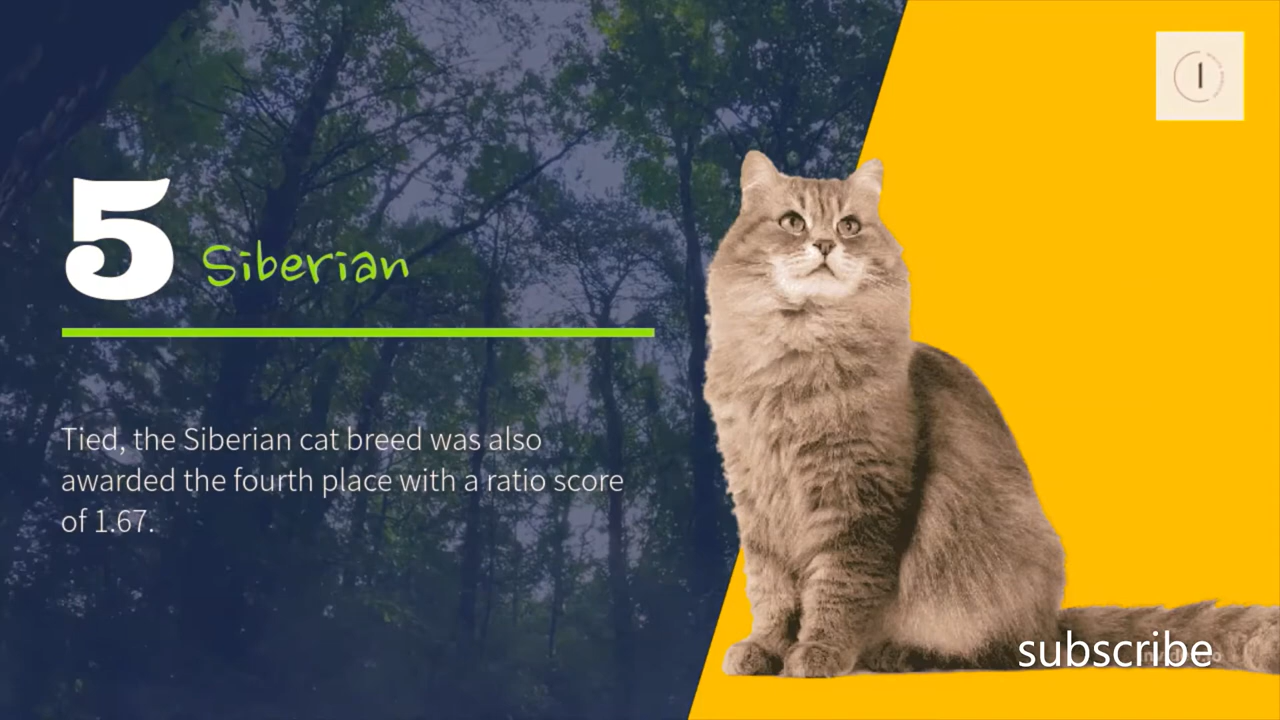 5 Siberian
Tied, the Siberian cat breed was also
awarded the fourth place with a ratio score
of 1.67.
subscribe